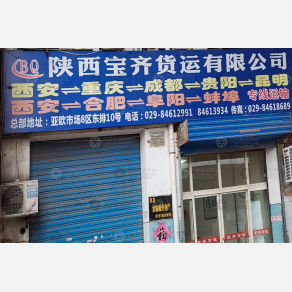 CBQ 陕西宝齐货运有限公司
西安⇌重庆⇌成都⇌贵阳⇌昆明
西安⇌合肥⇌阜阳⇌蚌埠 专线运输
总部地址：亚欧市场8区东排10号 电话：029-84612991 84613934 传真：029-84618689